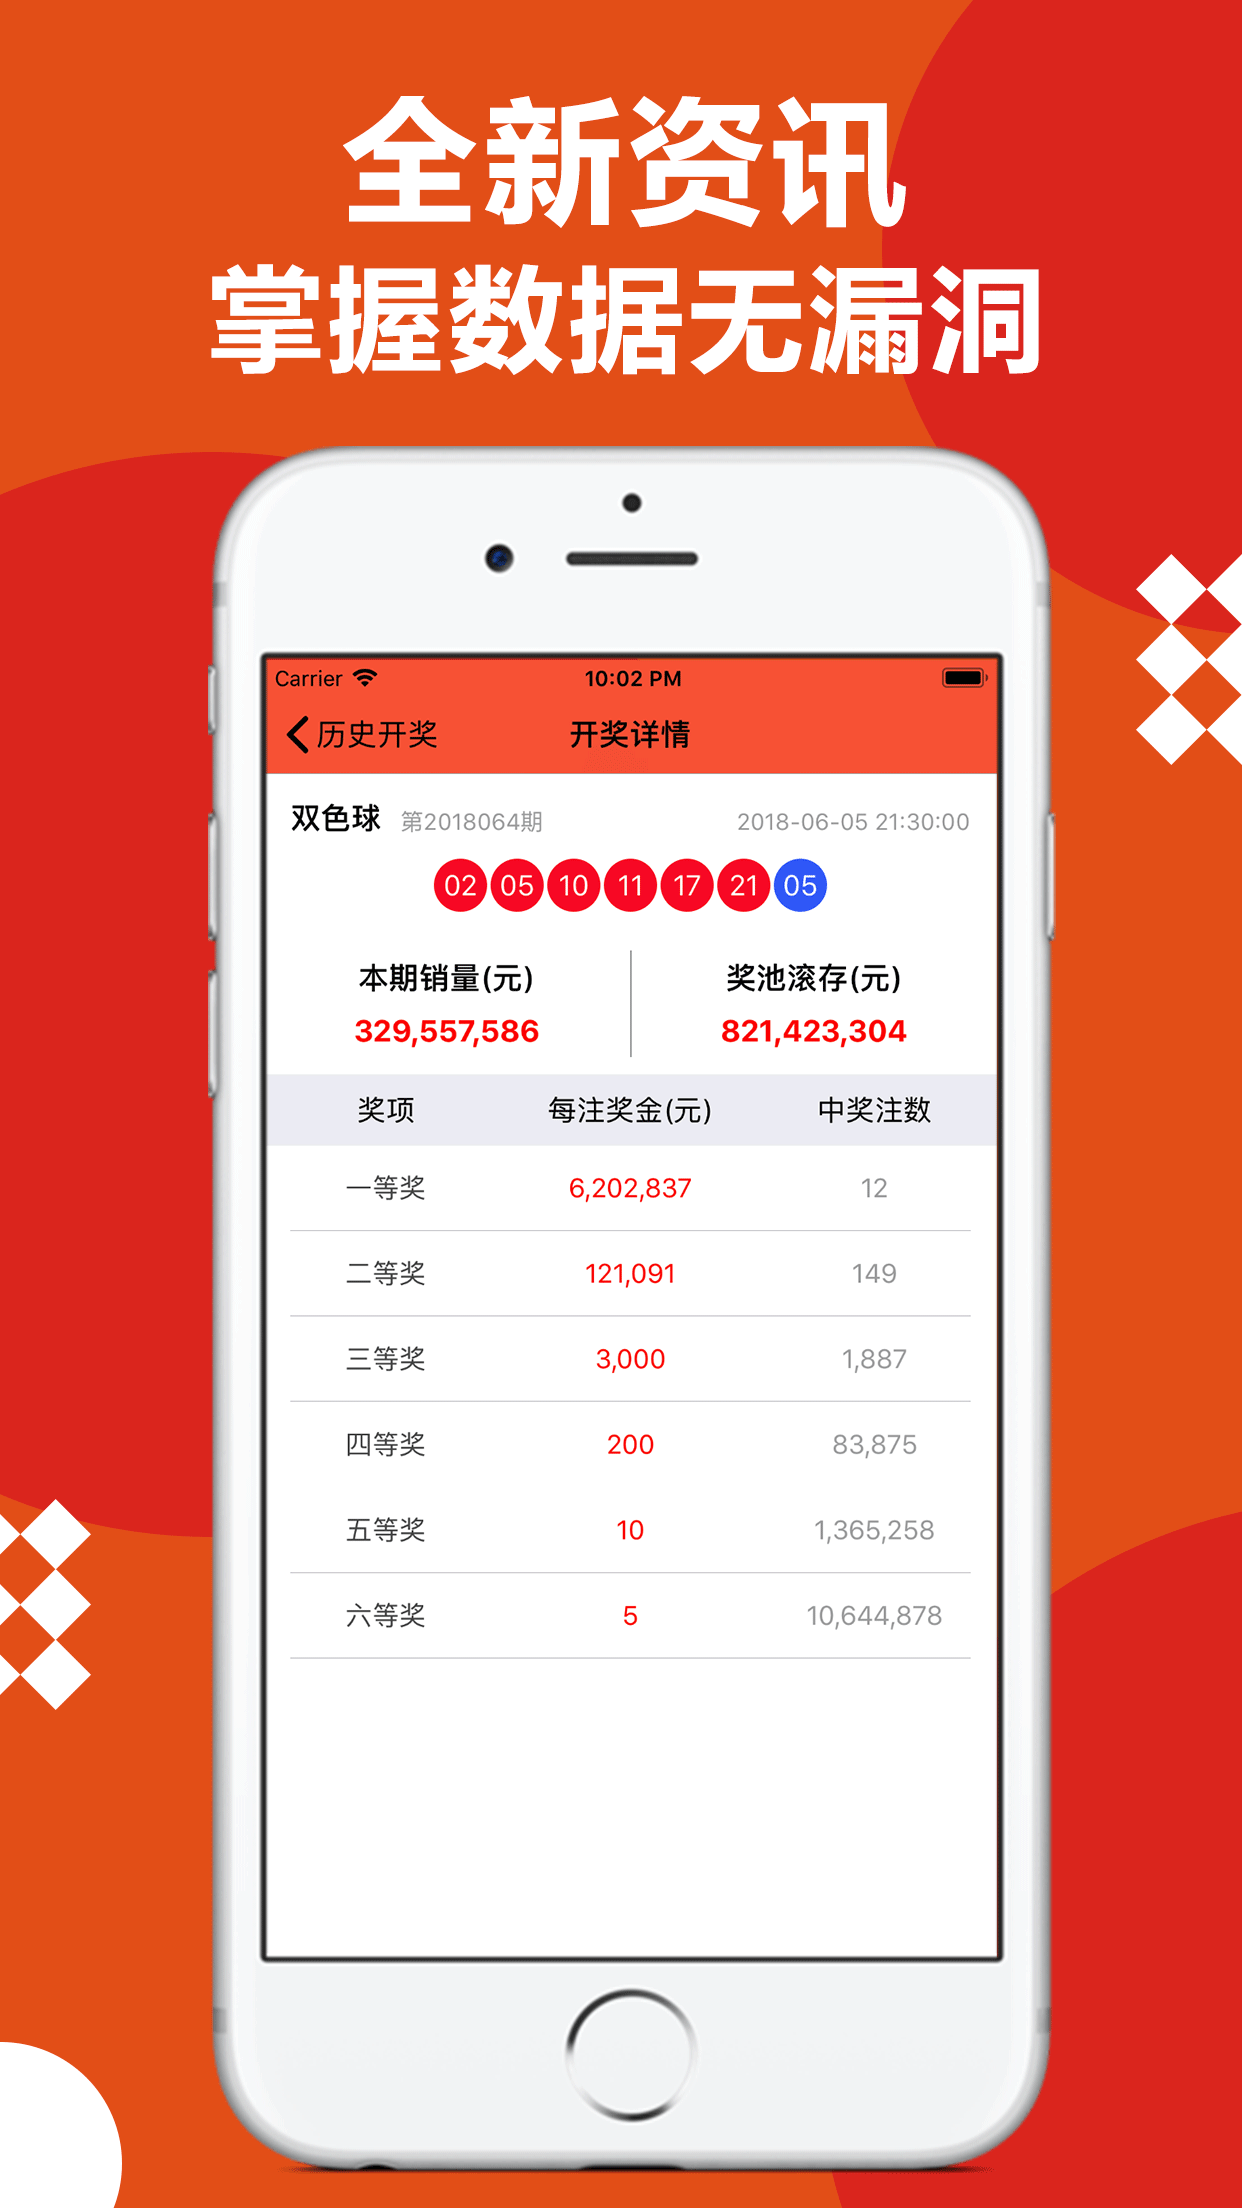 全新资讯
掌握数据无漏洞
Carrier 10:02 PM
历史开奖 开奖详情
双色球 第2018064期 2018-06-05 21:30:00
02 05 10 11 17 21 05
本期销量(元) 奖池滚存(元)
329,557,586 821,423,304
奖项 每注奖金(元) 中奖注数
一等奖 6,202,837 12
二等奖 121,091 149
三等奖 3,000 1,887
四等奖 200 83,875
五等奖 10 1,365,258
六等奖 5 10,644,878